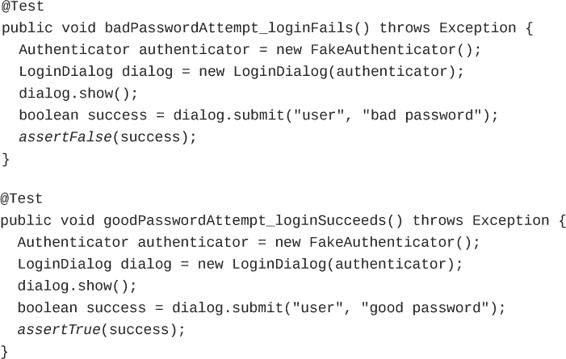 @Test
public void badPasswordAttempt_loginFails() throws Exception {
  Authenticator authenticator = new FakeAuthenticator();
  LoginDialog dialog = new LoginDialog(authenticator);
  dialog.show();
  boolean success = dialog.submit("user", "bad password");
  assertFalse(success);
}

@Test
public void goodPasswordAttempt_loginSucceeds() throws Exception {
  Authenticator authenticator = new FakeAuthenticator();
  LoginDialog dialog = new LoginDialog(authenticator);
  dialog.show();
  boolean success = dialog.submit("user", "good password");
  assertTrue(success);
}